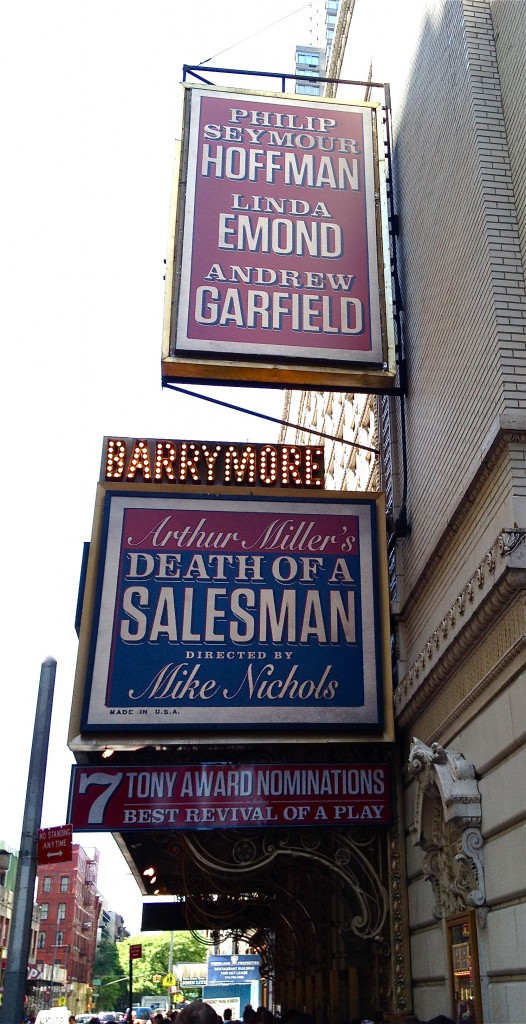 PHILIP
SEYMOUR
HOFFMAN
LINDA
EMOND
ANDREW
GARFIELD
BARRYMORE
Arthur Miller's
DEATH OF A
SALESMAN
DIRECTED BY
Mike Nichols
MADE IN U.S.A.
7 TONY AWARD NOMINATIONS
BEST REVIVAL OF A PLAY
NO STANDING
ANYTIME